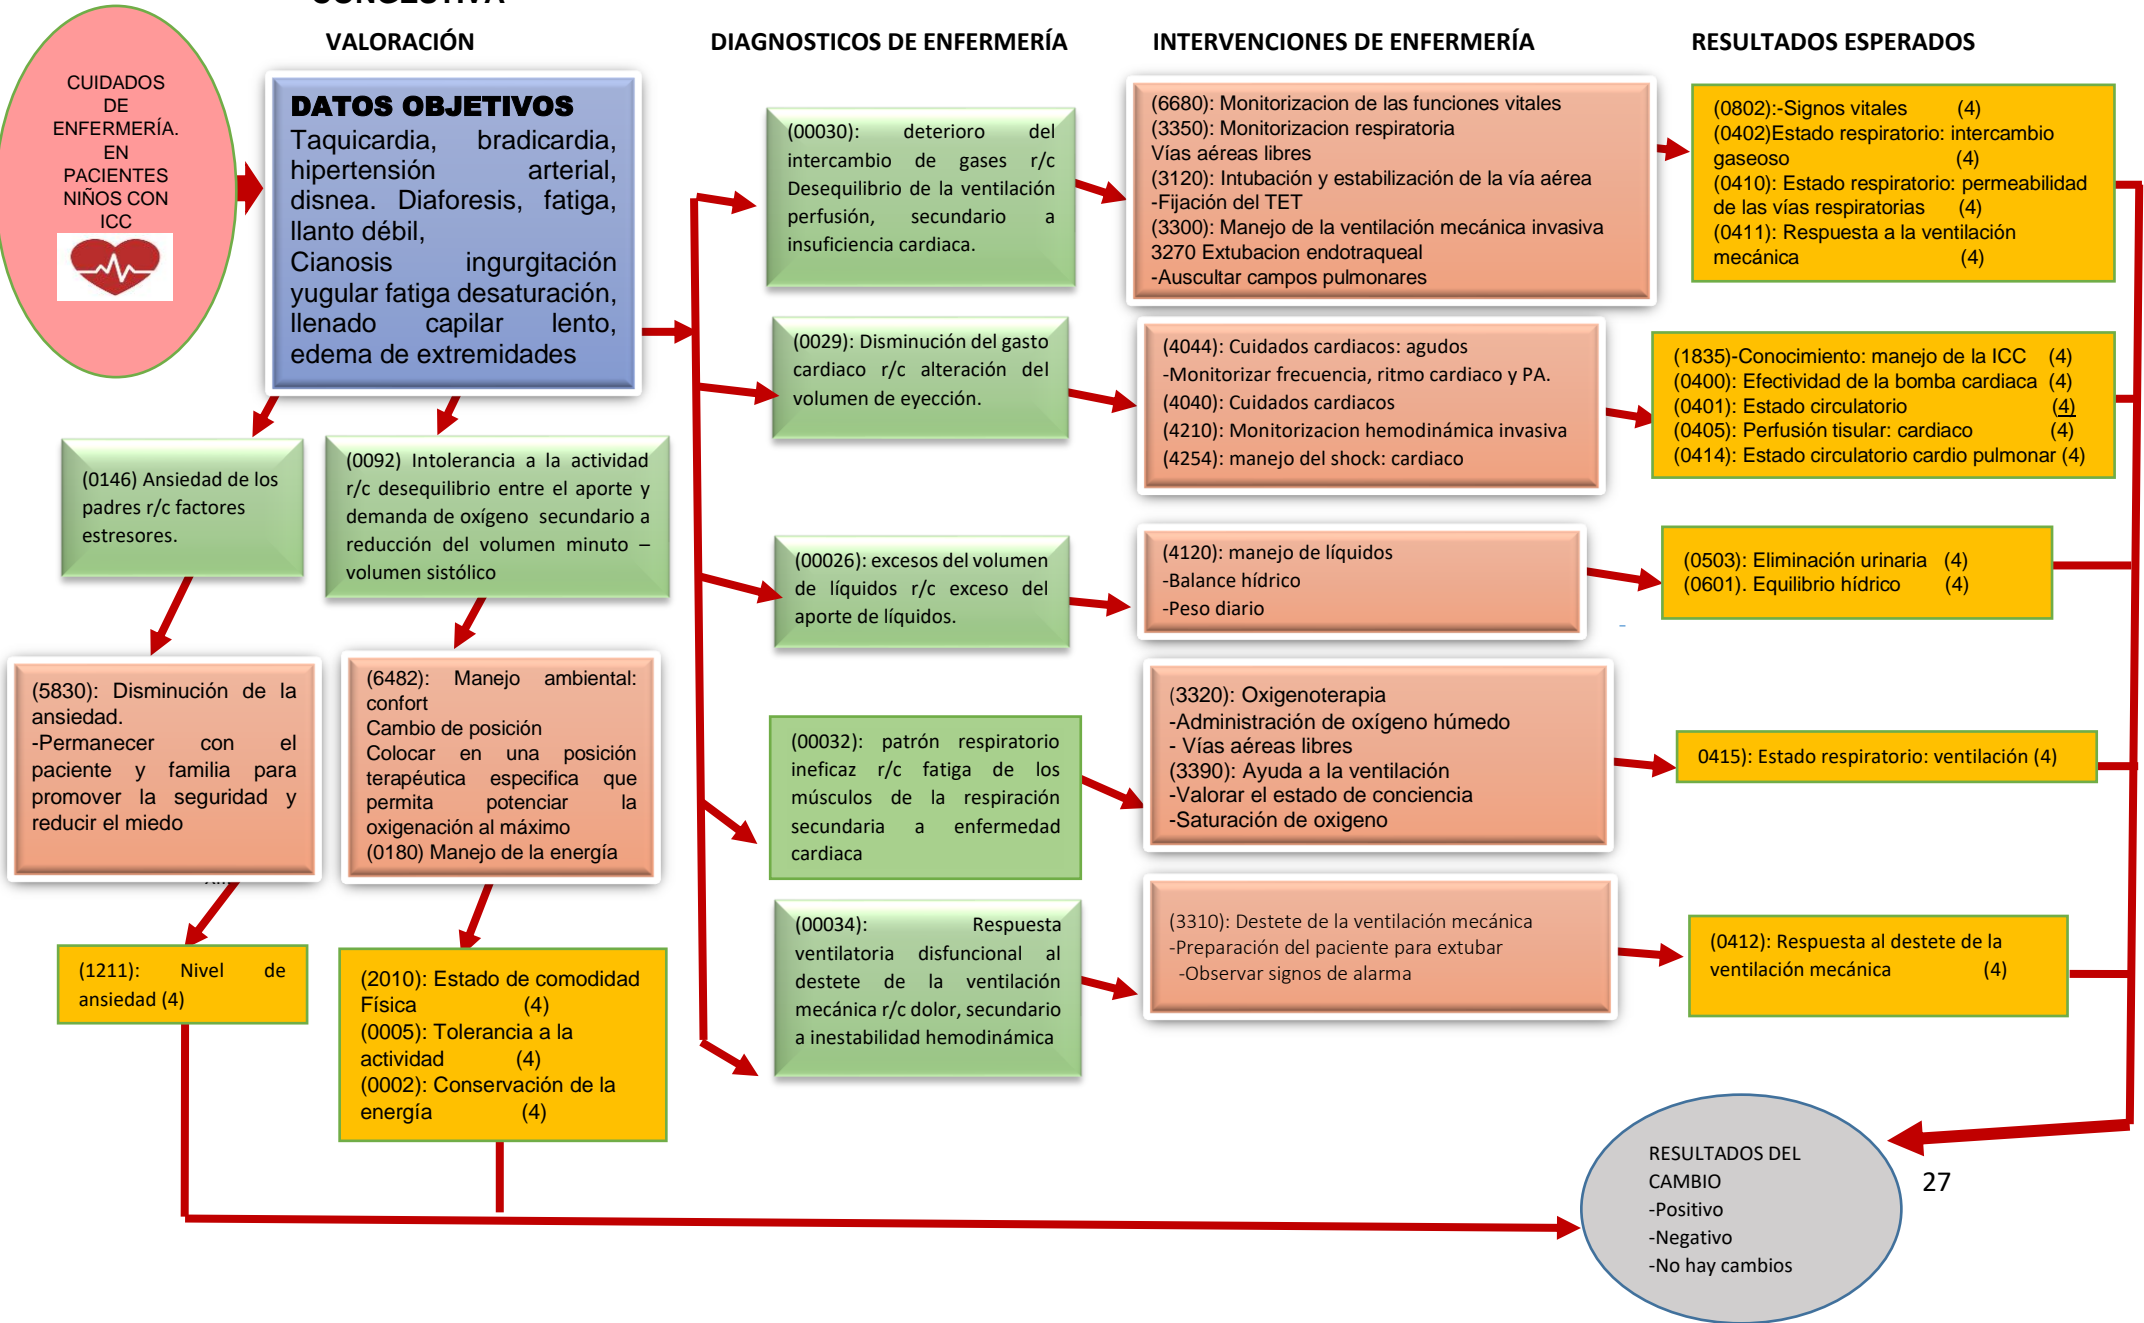 CONGESTIVA
VALORACIÓN
DIAGNOSTICOS DE ENFERMERÍA
INTERVENCIONES DE ENFERMERÍA
RESULTADOS ESPERADOS
CUIDADOS
DE
ENFERMERÍA.
EN
PACIENTES
NIÑOS CON
ICC
DATOS OBJETIVOS
Taquicardia, bradicardia,
hipertensión arterial,
disnea. Diaforesis, fatiga,
llanto débil,
Cianosis ingurgitación
yugular fatiga desaturación,
llenado capilar lento,
edema de extremidades
(00030): deterioro del
intercambio de gases r/c
Desequilibrio de la ventilación
perfusión, secundario a
insuficiencia cardiaca.
(6680): Monitorizacion de las funciones vitales
(3350): Monitorizacion respiratoria
Vías aéreas libres
(3120): Intubación y estabilización de la vía aérea
-Fijación del TET
(3300): Manejo de la ventilación mecánica invasiva
3270 Extubacion endotraqueal
-Auscultar campos pulmonares
(0802):-Signos vitales (4)
(0402)Estado respiratorio: intercambio
gaseoso (4)
(0410): Estado respiratorio: permeabilidad
de las vías respiratorias (4)
(0411): Respuesta a la ventilación
mecánica (4)
(0029): Disminución del gasto
cardiaco r/c alteración del
volumen de eyección.
(4044): Cuidados cardiacos: agudos
-Monitorizar frecuencia, ritmo cardiaco y PA.
(4040): Cuidados cardiacos
(4210): Monitorizacion hemodinámica invasiva
(4254): manejo del shock: cardiaco
(1835)-Conocimiento: manejo de la ICC (4)
(0400): Efectividad de la bomba cardiaca (4)
(0401): Estado circulatorio (4)
(0405): Perfusión tisular: cardiaco (4)
(0414): Estado circulatorio cardio pulmonar (4)
(0146) Ansiedad de los
padres r/c factores
estresores.
(0092) Intolerancia a la actividad
r/c desequilibrio entre el aporte y
demanda de oxígeno secundario a
reducción del volumen minuto –
volumen sistólico
(00026): excesos del volumen
de líquidos r/c exceso del
aporte de líquidos.
(4120): manejo de líquidos
-Balance hídrico
-Peso diario
(0503): Eliminación urinaria (4)
(0601). Equilibrio hídrico (4)
-
(5830): Disminución de la
ansiedad.
-Permanecer con el
paciente y familia para
promover la seguridad y
reducir el miedo
(6482): Manejo ambiental:
confort
Cambio de posición
Colocar en una posición
terapéutica especifica que
permita potenciar la
oxigenación al máximo
(0180) Manejo de la energía
(00032): patrón respiratorio
ineficaz r/c fatiga de los
músculos de la respiración
secundaria a enfermedad
cardiaca
(3320): Oxigenoterapia
-Administración de oxígeno húmedo
- Vías aéreas libres
(3390): Ayuda a la ventilación
-Valorar el estado de conciencia
-Saturación de oxigeno
0415): Estado respiratorio: ventilación (4)
(00034): Respuesta
ventilatoria disfuncional al
destete de la ventilación
mecánica r/c dolor, secundario
a inestabilidad hemodinámica
(3310): Destete de la ventilación mecánica
-Preparación del paciente para extubar
-Observar signos de alarma
(0412): Respuesta al destete de la
ventilación mecánica (4)
(1211): Nivel de
ansiedad (4)
(2010): Estado de comodidad
Física (4)
(0005): Tolerancia a la
actividad (4)
(0002): Conservación de la
energía (4)
RESULTADOS DEL
CAMBIO
-Positivo
-Negativo
-No hay cambios
27